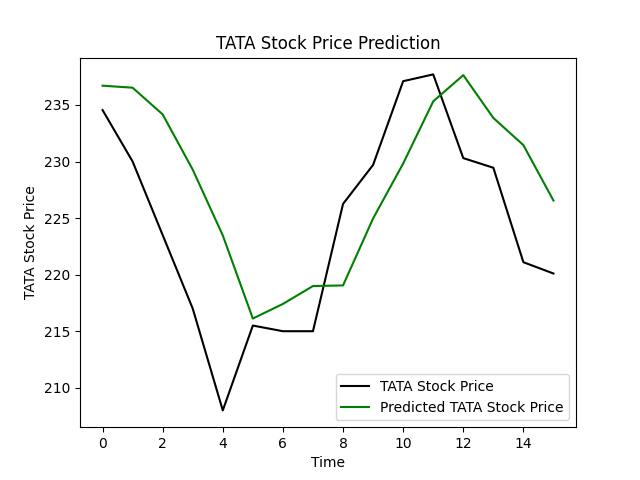 TATA Stock Price Prediction
TATA Stock Price
235
230
225
220
215
210
0 2 4 6 8 10 12 14
Time
TATA Stock Price
Predicted TATA Stock Price